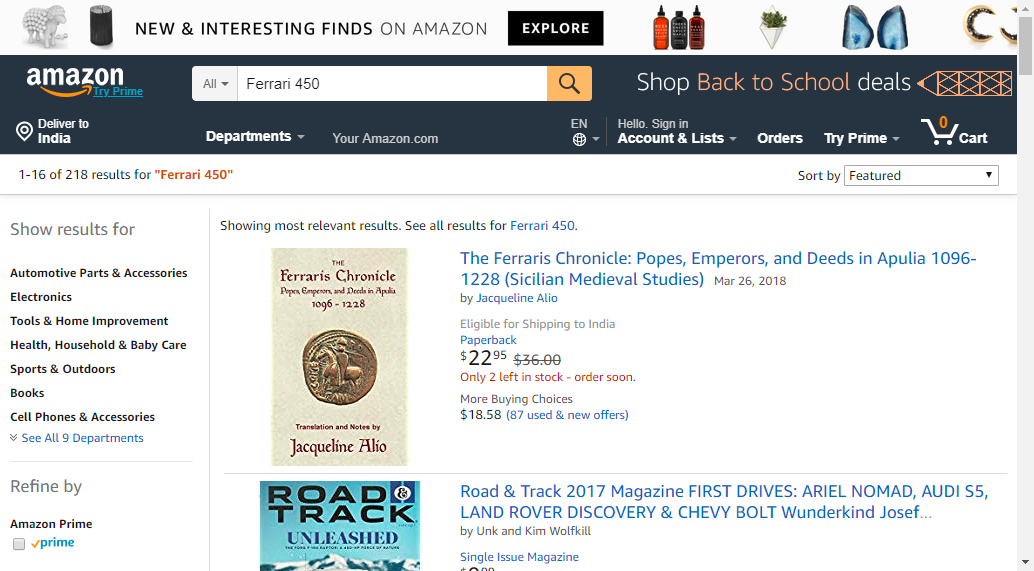 NEW & INTERESTING FINDS ON AMAZON
EXPLORE
amazon
Try Prime
All
Ferrari 450
Shop Back to School deals
Deliver to
India
Departments
Your Amazon.com
EN
Hello. Sign in
Account & Lists
Orders
Try Prime
0
Cart
1-16 of 218 results for "Ferrari 450"
Sort by
Featured
Show results for
Automotive Parts & Accessories
Electronics
Tools & Home Improvement
Health, Household & Baby Care
Sports & Outdoors
Books
Cell Phones & Accessories
See All 9 Departments
Refine by
Amazon Prime
prime
Showing most relevant results. See all results for Ferrari 450.
THE
Ferraris Chronicle
Popes, Emperors, and Deeds in Apulia
1096 - 1228
Translation and Notes by
Jacqueline Alio
The Ferraris Chronicle: Popes, Emperors, and Deeds in Apulia 1096-
1228 (Sicilian Medieval Studies) Mar 26, 2018
by Jacqueline Alio
Eligible for Shipping to India
Paperback
$22 95 $36.00
Only 2 left in stock - order soon.
More Buying Choices
$18.58 (87 used & new offers)
ROAD &
TRACK
UNLEASHED
Road & Track 2017 Magazine FIRST DRIVES: ARIEL NOMAD, AUDI S5,
LAND ROVER DISCOVERY & CHEVY BOLT Wunderkind Josef...
by Unk and Kim Wolfkill
Single Issue Magazine